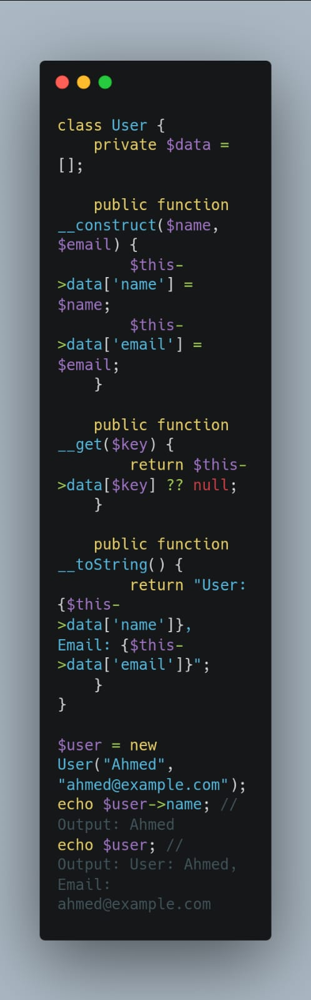 class User {
    private $data =
[];

    public function
__construct($name,
$email) {
        $this-
>data['name'] =
$name;
        $this-
>data['email'] =
$email;
    }

    public function
__get($key) {
        return $this-
>data[$key] ?? null;
    }

    public function
__toString() {
        return "User:
{$this-
>data['name']},
Email: {$this-
>data['email']}";
    }
}

$user = new
User("Ahmed",
"ahmed@example.com");
echo $user->name; //
Output: Ahmed
echo $user; //
Output: User: Ahmed,
Email:
ahmed@example.com